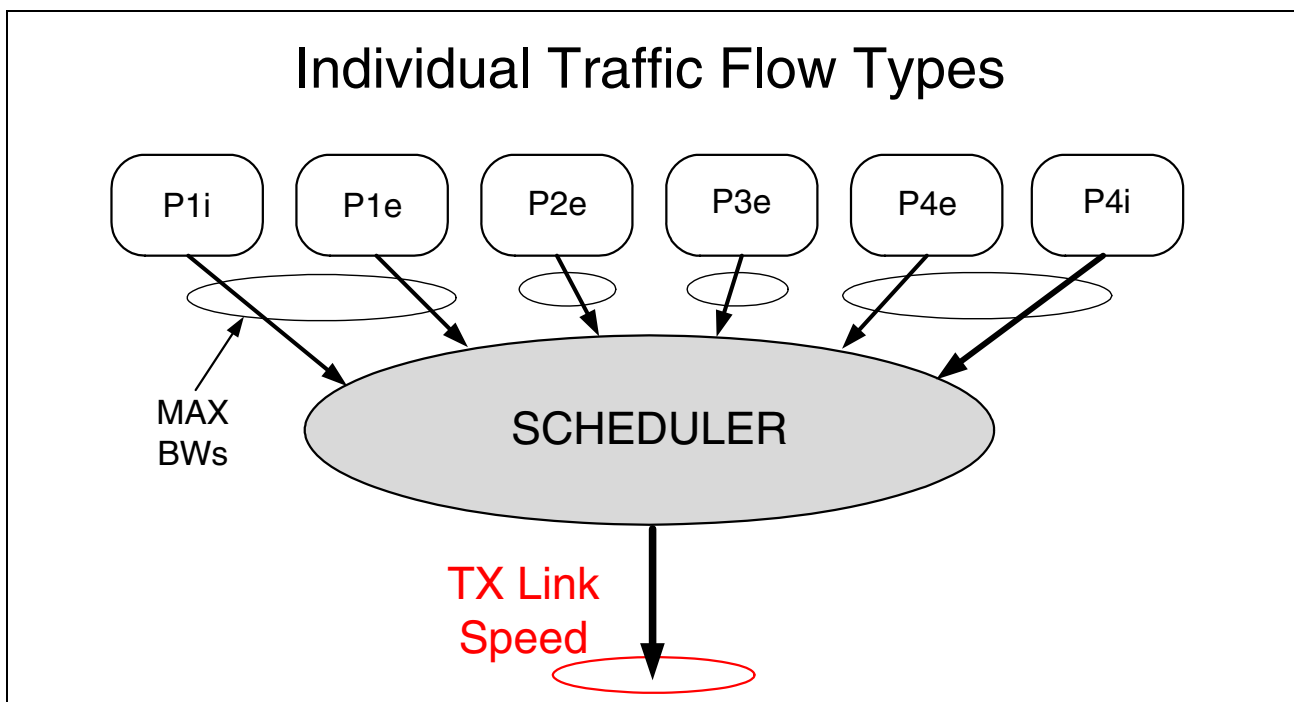 Individual Traffic Flow Types
P1i
P1e
P2e
P3e
P4e
P4i
MAX
BWs
SCHEDULER
TX Link
Speed